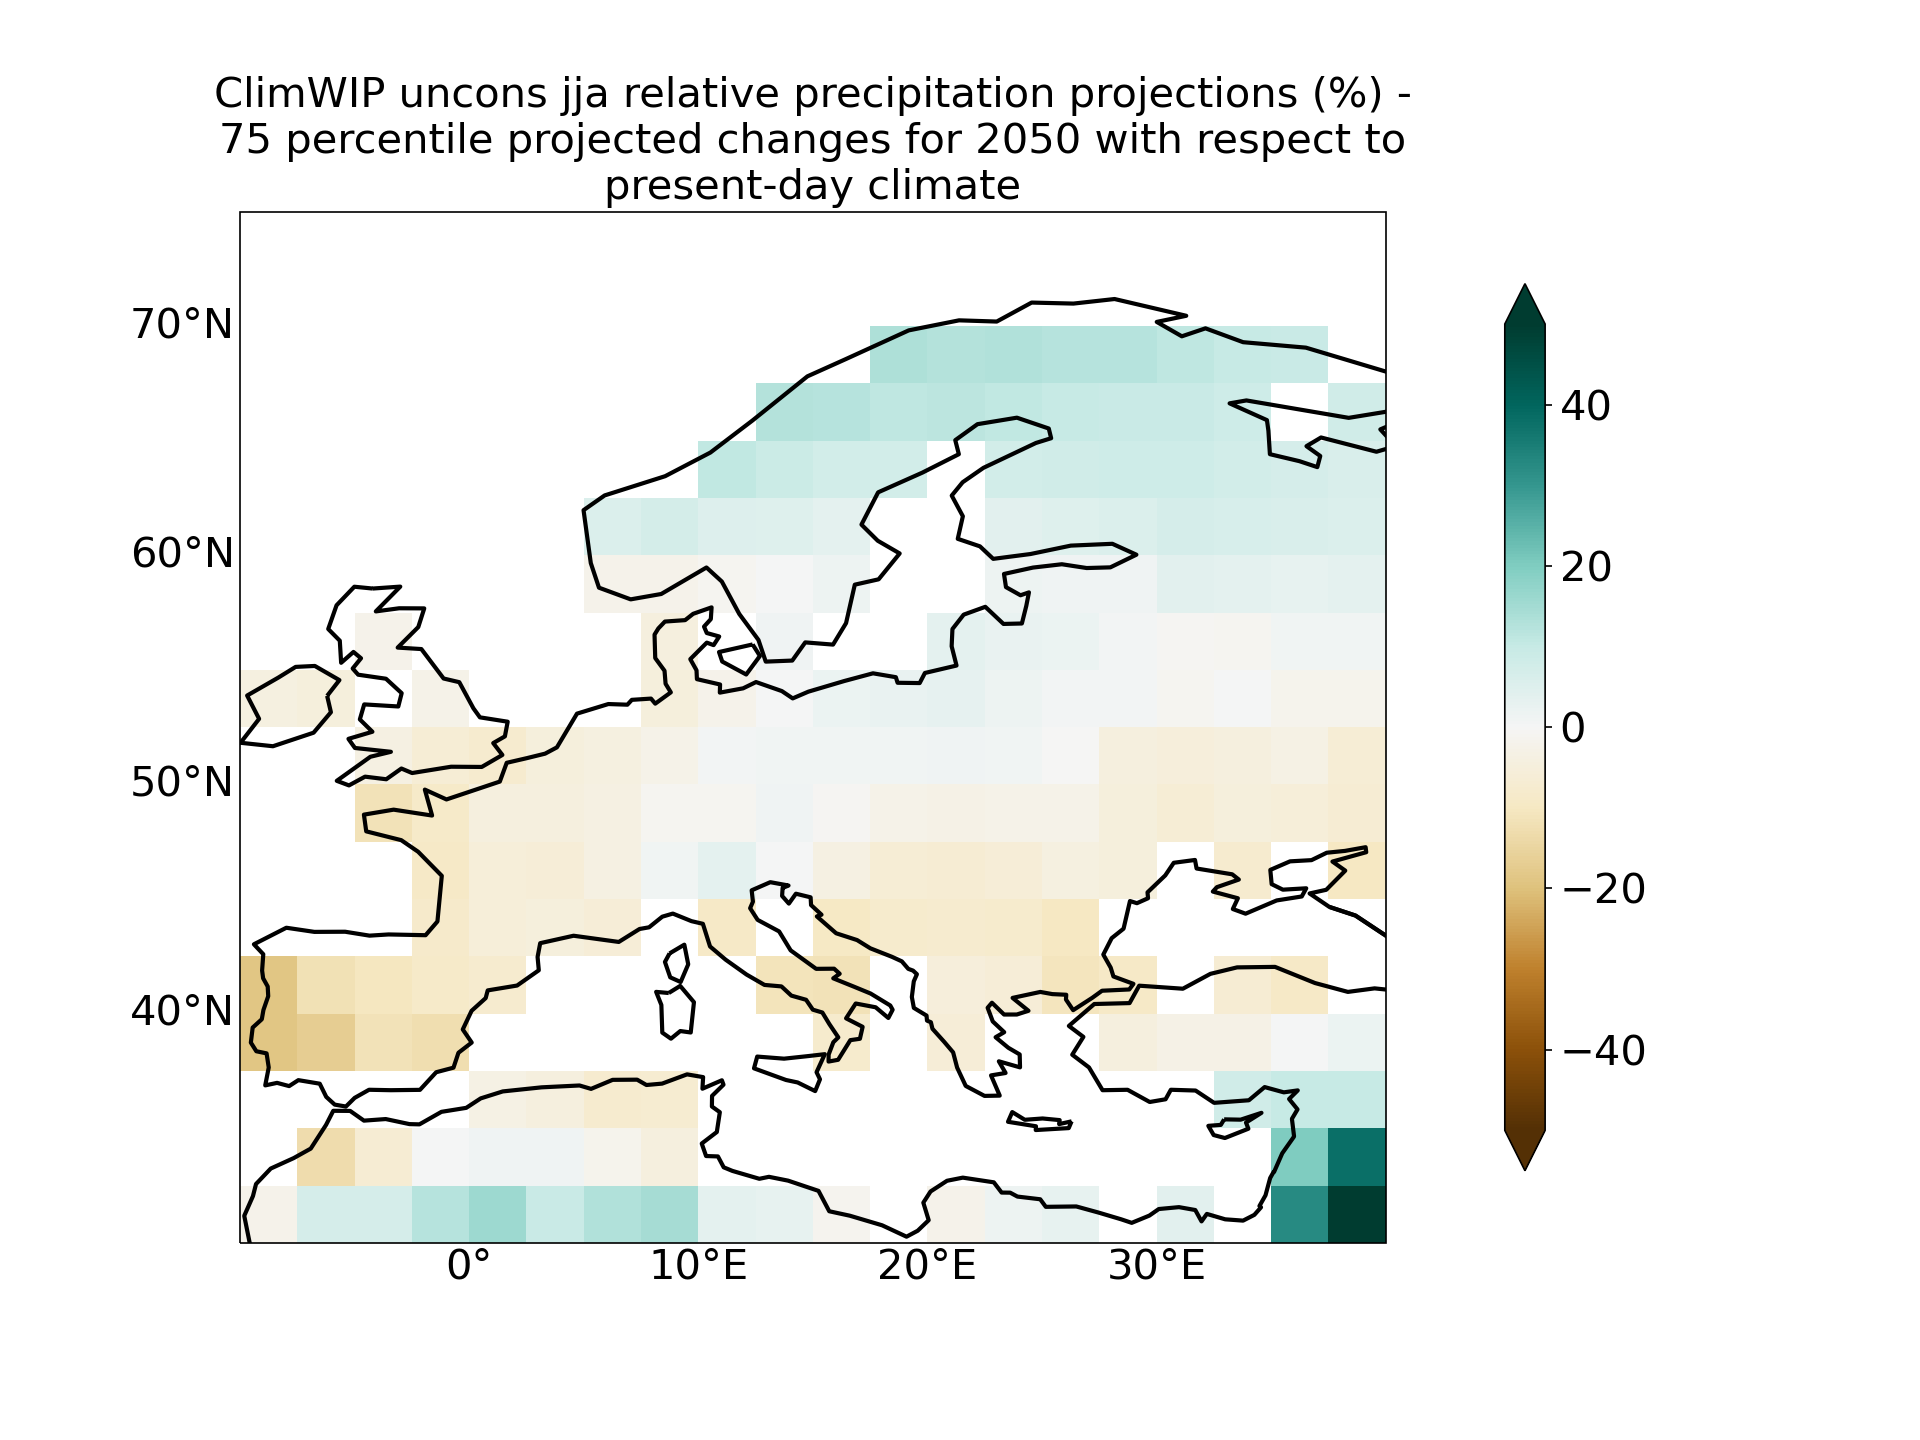 ClimWIP uncons jja relative precipitation projections (%) -
75 percentile projected changes for 2050 with respect to
present-day climate
70°N
60°N
50°N
40°N
0°
10°E
20°E
30°E
40
20
0
−20
−40